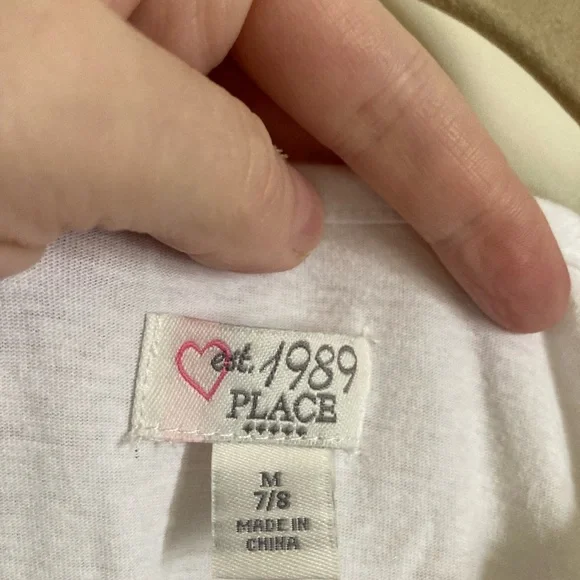 est. 1989
PLACE
M
7/8
MADE IN
CHINA